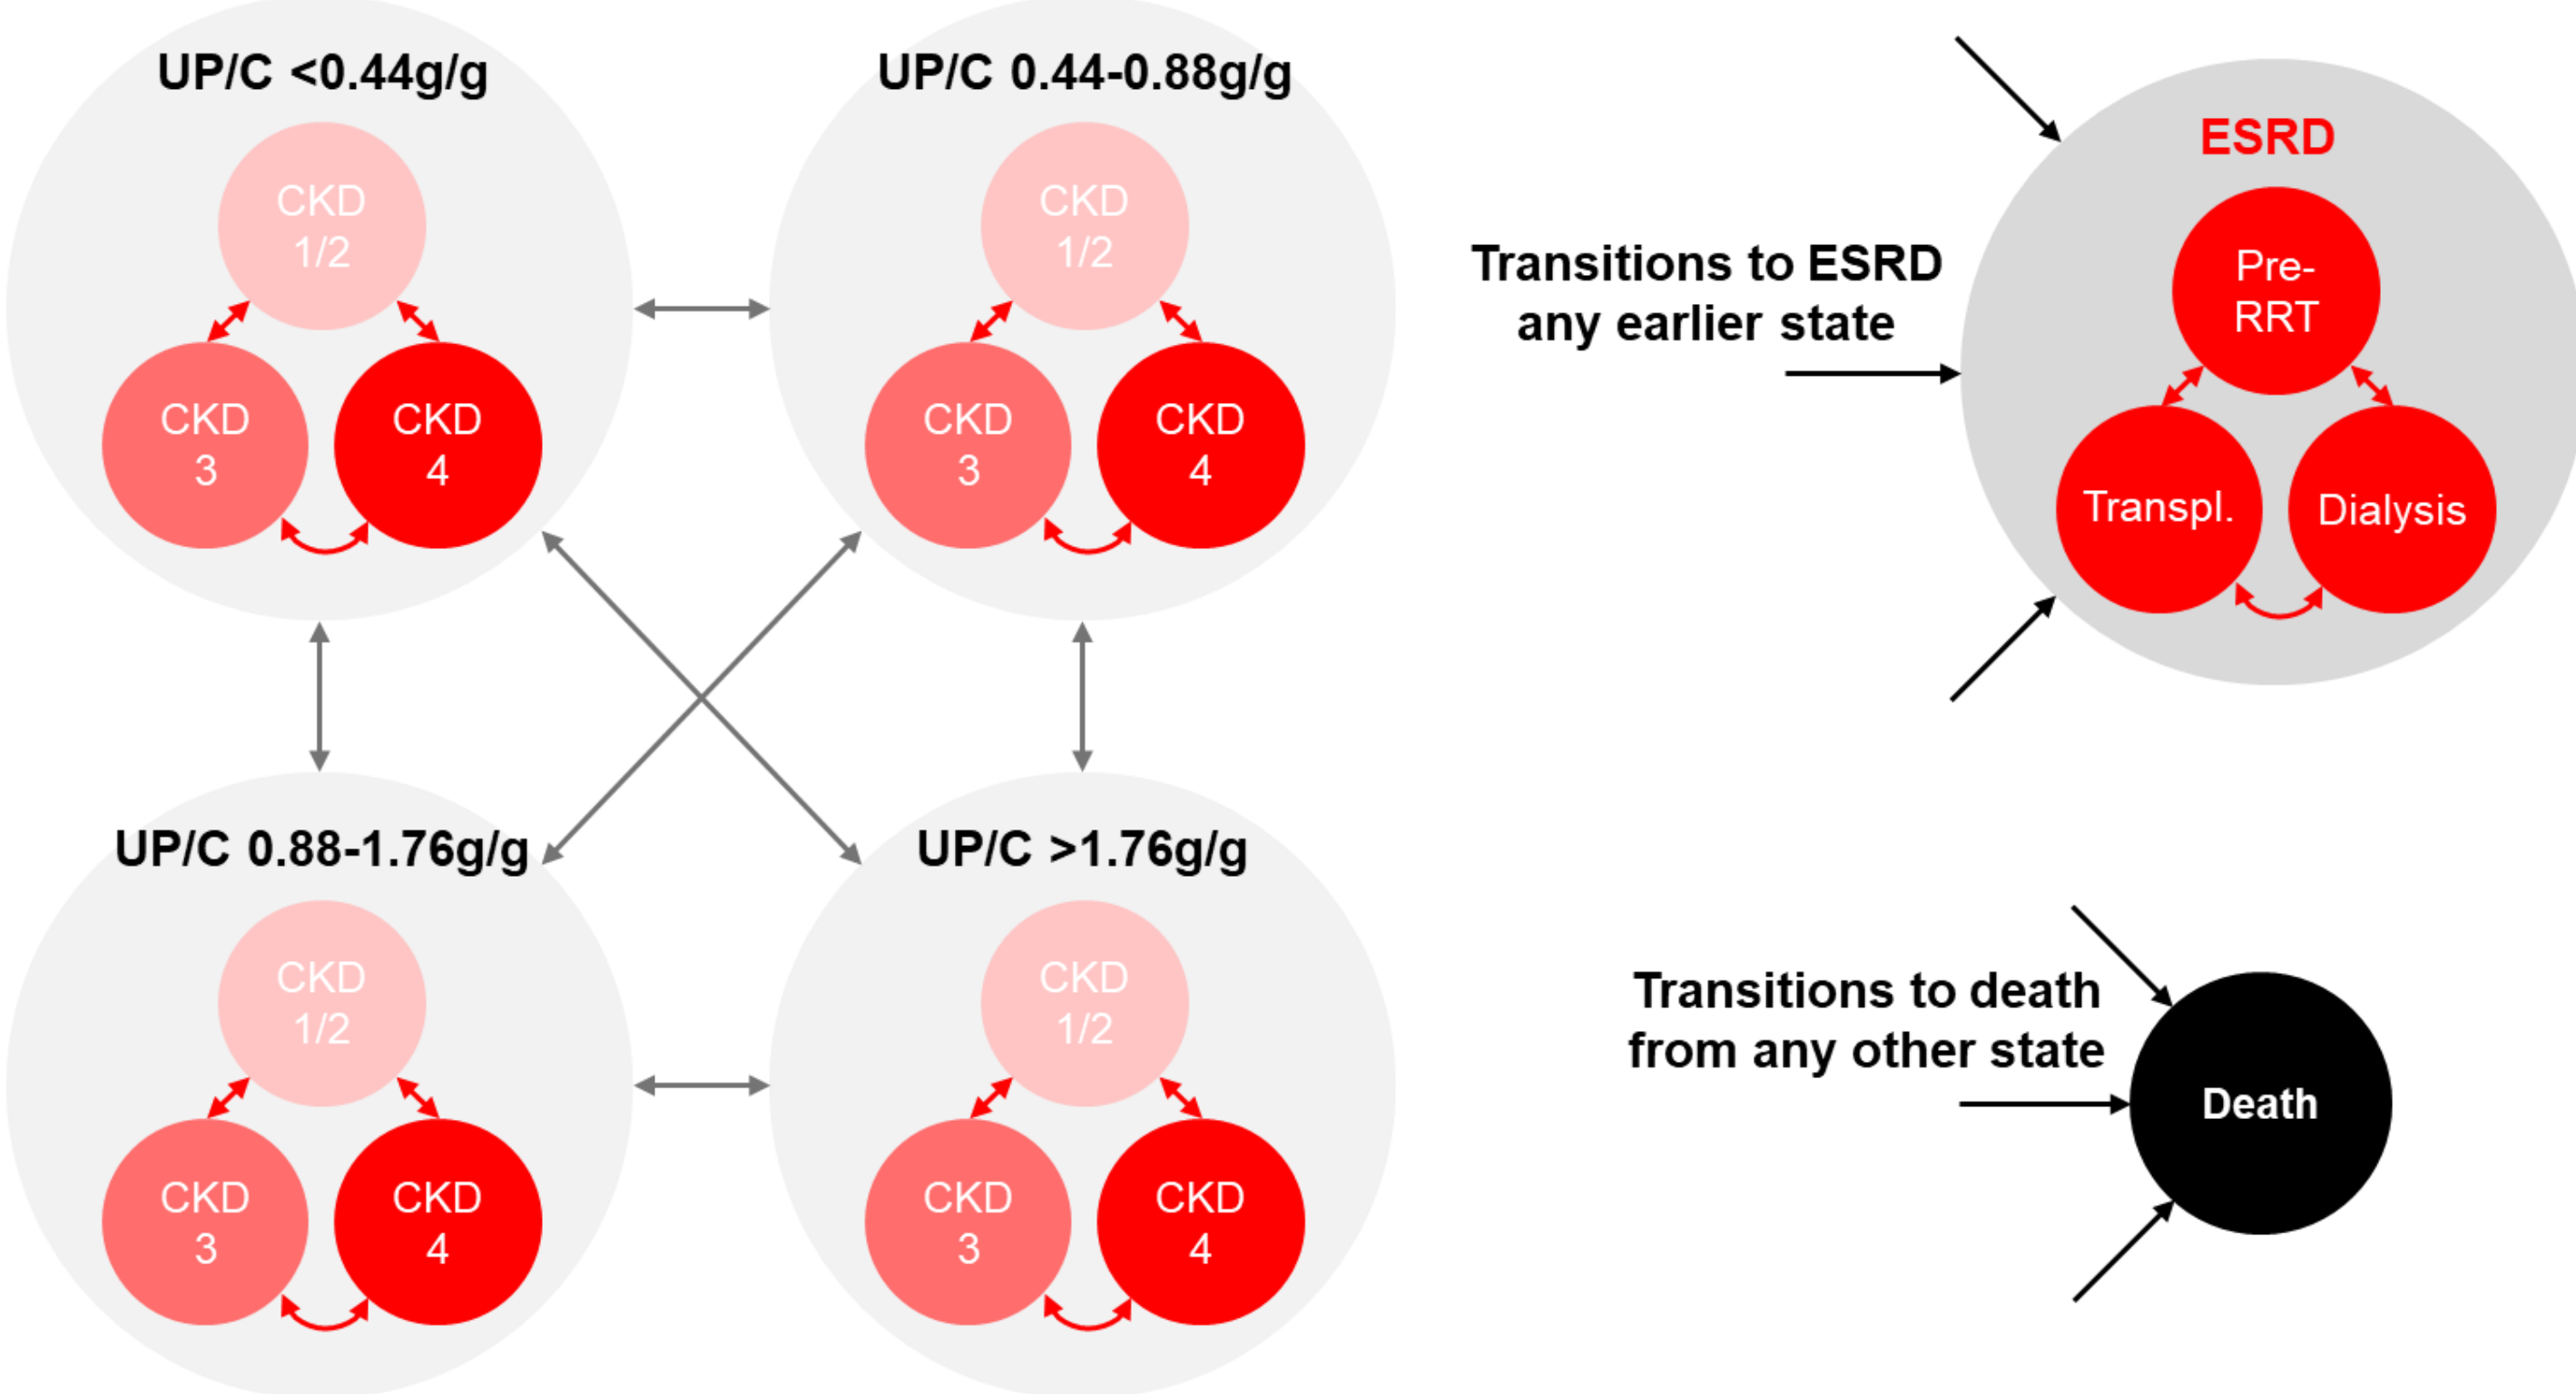 UP/C <0.44g/g
CKD
1/2
CKD
3
CKD
4
UP/C 0.44-0.88g/g
CKD
1/2
CKD
3
CKD
4
UP/C 0.88-1.76g/g
CKD
1/2
CKD
3
CKD
4
UP/C >1.76g/g
CKD
1/2
CKD
3
CKD
4
Transitions to ESRD
any earlier state
ESRD
Pre-
RRT
Transpl.
Dialysis
Transitions to death
from any other state
Death